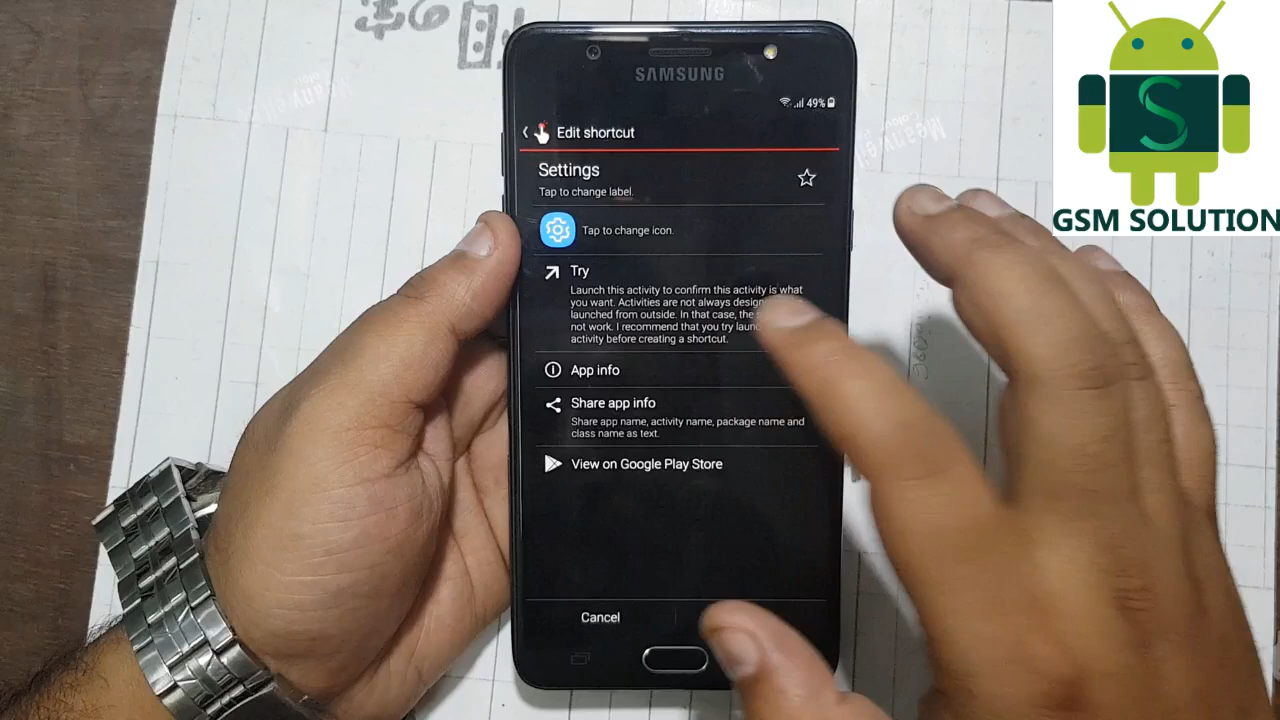 SAMSUNG
49%
Edit shortcut
Settings
Tap to change label.
Tap to change icon.
Try
Launch this activity to confirm this activity is what
you want. Activities are not always
launched from outside. In that case, the
not work. I recommend that you try
activity before creating a shortcut.
App info
Share app info
Share app name, activity name, package name and
class name as text.
View on Google Play Store
Cancel
S
GSM SOLUTION